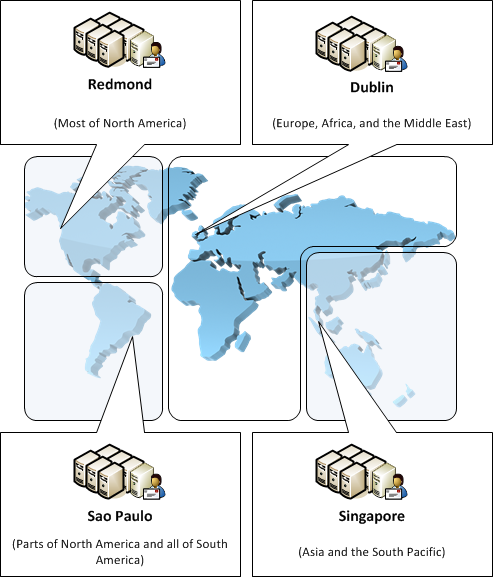 Redmond
(Most of North America)
Dublin
(Europe, Africa, and the Middle East)
Sao Paulo
(Parts of North America and all of South
America)
Singapore
(Asia and the South Pacific)